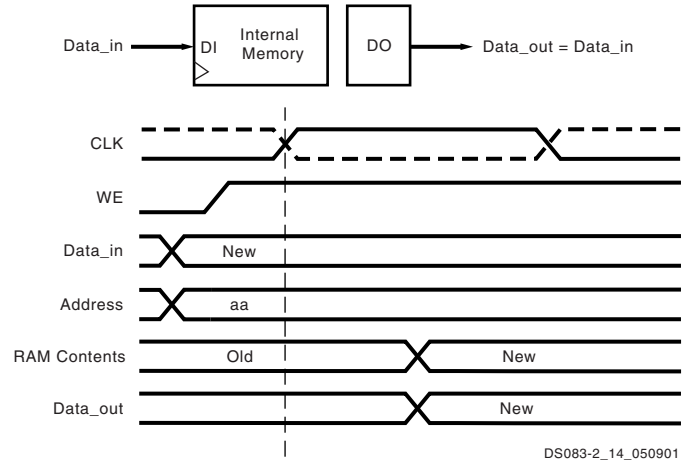 Data_in
DI
Internal
Memory
DO
Data_out = Data_in
CLK
WE
Data_in
New
Address
aa
RAM Contents
Old
New
Data_out
New
DS083-2_14_050901